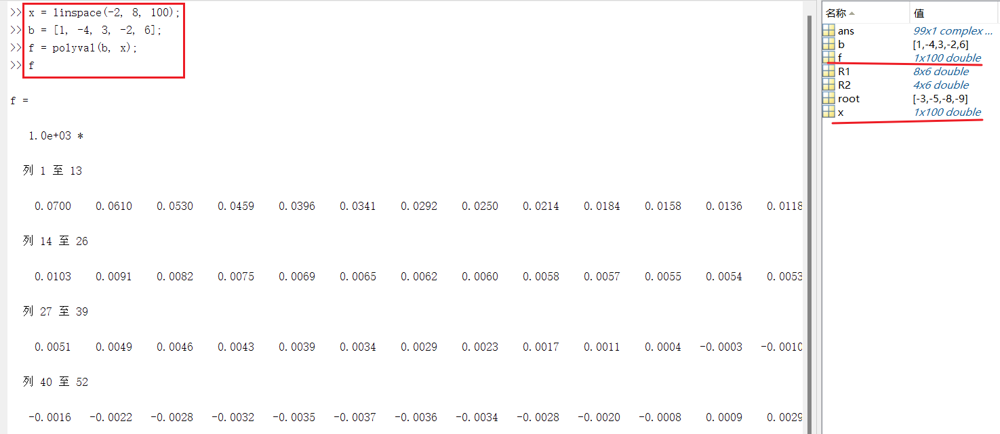 >> x = linspace(-2, 8, 100);
>> b = [1, -4, 3, -2, 6];
>> f = polyval(b, x);
>> f
f =
1.0e+03 *
列 1 至 13
0.0700 0.0610 0.0530 0.0459 0.0396 0.0341 0.0292 0.0250 0.0214 0.0184 0.0158 0.0136 0.0118
列 14 至 26
0.0103 0.0091 0.0082 0.0075 0.0069 0.0065 0.0062 0.0060 0.0058 0.0057 0.0055 0.0054 0.0053
列 27 至 39
0.0051 0.0049 0.0046 0.0043 0.0039 0.0034 0.0029 0.0023 0.0017 0.0011 0.0004 -0.0003 -0.0010
列 40 至 52
-0.0016 -0.0022 -0.0028 -0.0032 -0.0035 -0.0037 -0.0036 -0.0034 -0.0028 -0.0020 -0.0008 0.0009 0.0029
名称 值
ans 99x1 complex ...
b [1,-4,3,-2,6]
f 1x100 double
R1 8x6 double
R2 4x6 double
root [-3,-5,-8,-9]
x 1x100 double